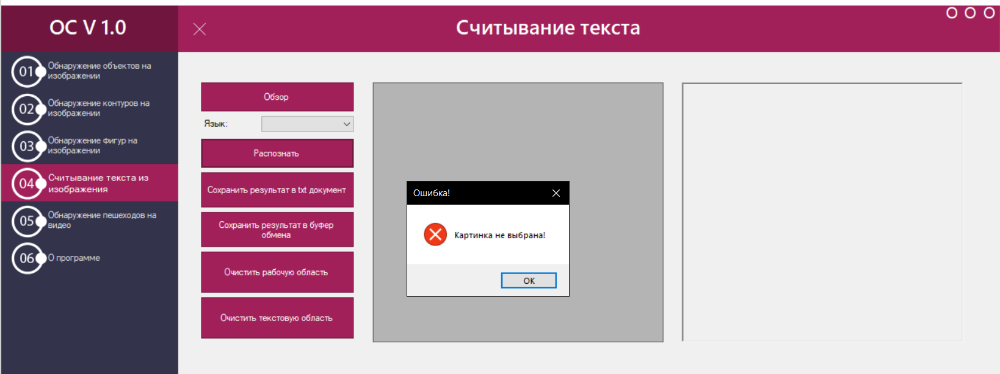 OC V 1.0
Считывание текста
01
Обнаружение объектов на
изображении
02
Обнаружение контуров на
изображении
03
Обнаружение фигур на
изображении
04
Считывание текста из
изображения
05
Обнаружение пешеходов на
видео
06
О программе
Обзор
Язык:
Распознать
Сохранить результат в txt документ
Сохранить результат в буфер
обмена
Очистить рабочую область
Очистить текстовую область
Ошибка!
Картинка не выбрана!
ОК